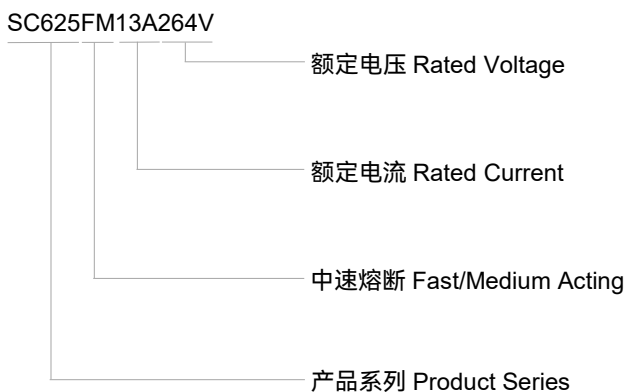 SC625FM13A264V
额定电压 Rated Voltage
额定电流 Rated Current
中速熔断 Fast/Medium Acting
产品系列 Product Series